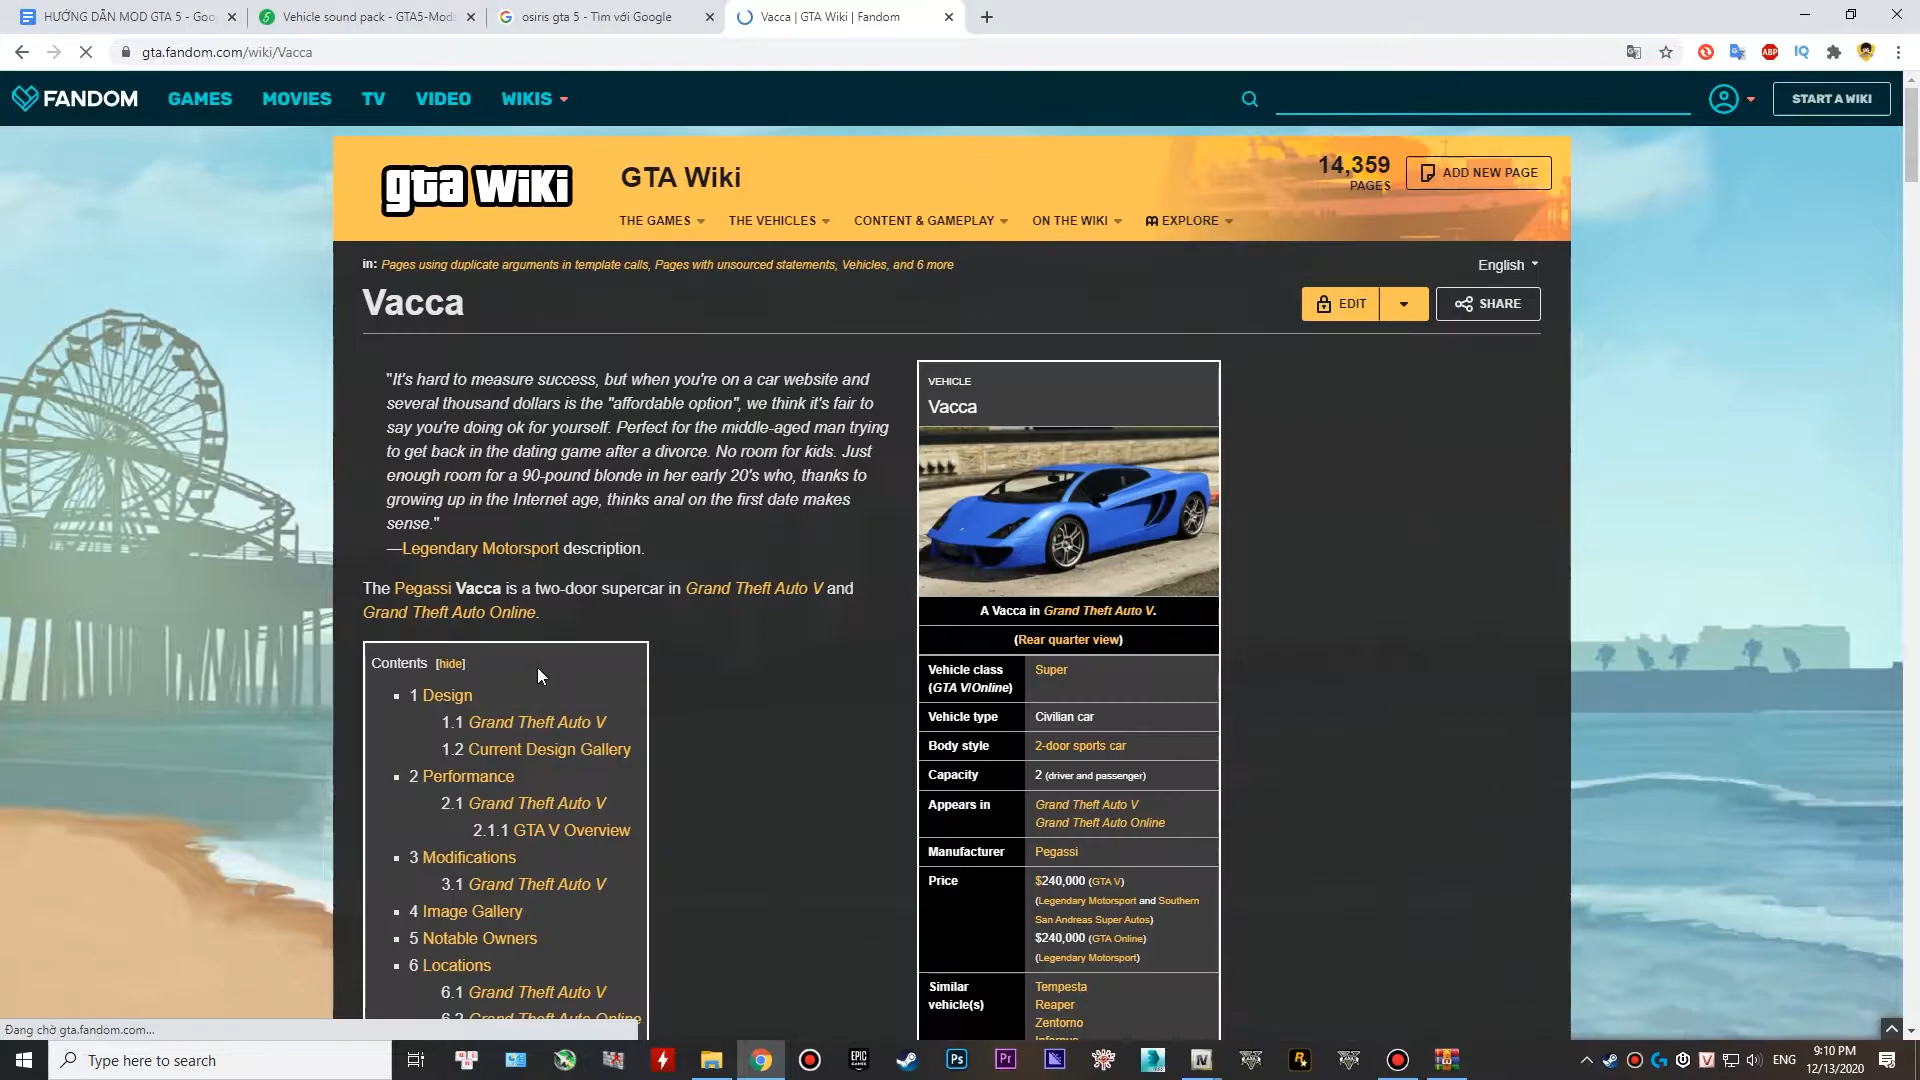 HƯỚNG DẪN MOD GTA 5 - Goo
Vehicle sound pack - GTA5-Mods
osiris gta 5 - Tìm với Google
Vacca | GTA Wiki | Fandom
gta.fandom.com/wiki/Vacca
FANDOM
GAMES
MOVIES
TV
VIDEO
WIKIS
START A WIKI
gta wiki
GTA Wiki
14,359
PAGES
ADD NEW PAGE
THE GAMES
THE VEHICLES
CONTENT & GAMEPLAY
ON THE WIKI
EXPLORE
in: Pages using duplicate arguments in template calls, Pages with unsourced statements, Vehicles, and 6 more
English
Vacca
EDIT
SHARE
"It's hard to measure success, but when you're on a car website and
several thousand dollars is the "affordable option", we think it's fair to
say you're doing ok for yourself. Perfect for the middle-aged man trying
to get back in the dating game after a divorce. No room for kids. Just
enough room for a 90-pound blonde in her early 20's who, thanks to
growing up in the Internet age, thinks anal on the first date makes
sense."
—Legendary Motorsport description.
The Pegassi Vacca is a two-door supercar in Grand Theft Auto V and
Grand Theft Auto Online.
Contents [hide]
1 Design
1.1 Grand Theft Auto V
1.2 Current Design Gallery
2 Performance
2.1 Grand Theft Auto V
2.1.1 GTA V Overview
3 Modifications
3.1 Grand Theft Auto V
4 Image Gallery
5 Notable Owners
6 Locations
6.1 Grand Theft Auto V
6.2 Grand Theft Auto Online
VEHICLE
Vacca
A Vacca in Grand Theft Auto V.
(Rear quarter view)
Vehicle class
(GTA V/Online)
Super
Vehicle type
Civilian car
Body style
2-door sports car
Capacity
2 (driver and passenger)
Appears in
Grand Theft Auto V
Grand Theft Auto Online
Manufacturer
Pegassi
Price
$240,000 (GTA V)
(Legendary Motorsport and Southern
San Andreas Super Autos)
$240,000 (GTA Online)
(Legendary Motorsport)
Similar
vehicle(s)
Tempesta
Reaper
Zentorno
Infernus
Đang chờ gta.fandom.com...
Type here to search
ENG
9:10 PM
12/13/2020